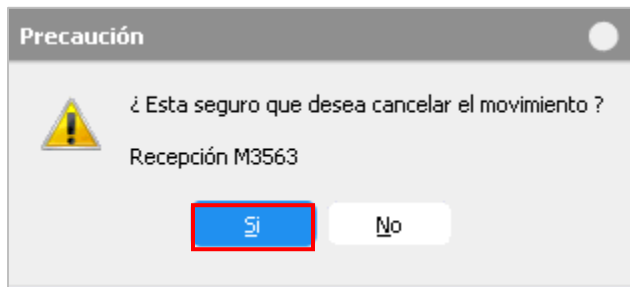 Precaución
¿ Esta seguro que desea cancelar el movimiento ?
Recepción M3563
Si
No